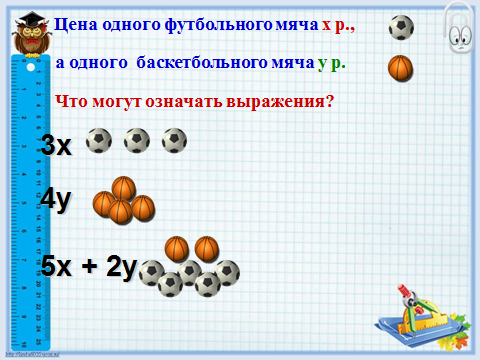 Цена одного футбольного мяча х р.,
а одного баскетбольного мяча у р.
Что могут означать выражения?
3х
4у
5х + 2у